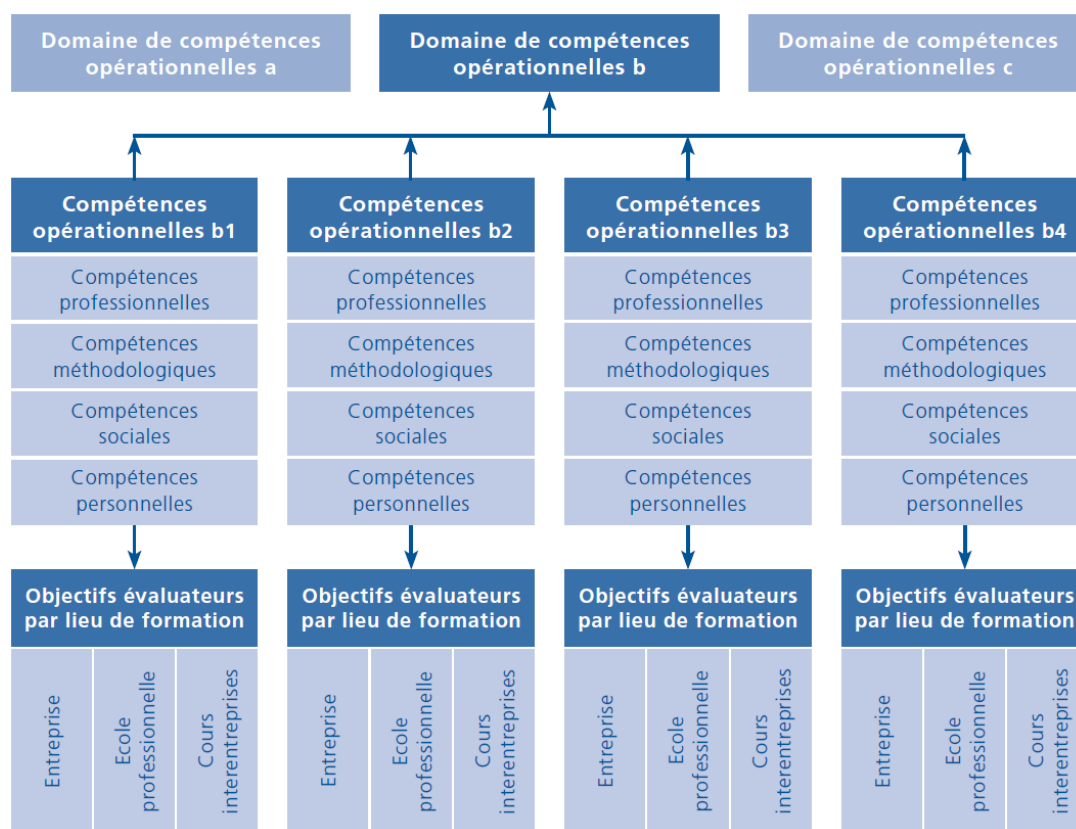 Domaine de compétences
opérationnelles a
Domaine de compétences
opérationnelles b
Domaine de compétences
opérationnelles c
Compétences
opérationnelles b1
Compétences
professionnelles
Compétences
méthodologiques
Compétences
sociales
Compétences
personnelles
Objectifs évaluateurs
par lieu de formation
Entreprise
Ecole
professionnelle
Cours
interentreprises
Compétences
opérationnelles b2
Compétences
professionnelles
Compétences
méthodologiques
Compétences
sociales
Compétences
personnelles
Objectifs évaluateurs
par lieu de formation
Entreprise
Ecole
professionnelle
Cours
interentreprises
Compétences
opérationnelles b3
Compétences
professionnelles
Compétences
méthodologiques
Compétences
sociales
Compétences
personnelles
Objectifs évaluateurs
par lieu de formation
Entreprise
Ecole
professionnelle
Cours
interentreprises
Compétences
opérationnelles b4
Compétences
professionnelles
Compétences
méthodologiques
Compétences
sociales
Compétences
personnelles
Objectifs évaluateurs
par lieu de formation
Entreprise
Ecole
professionnelle
Cours
interentreprises